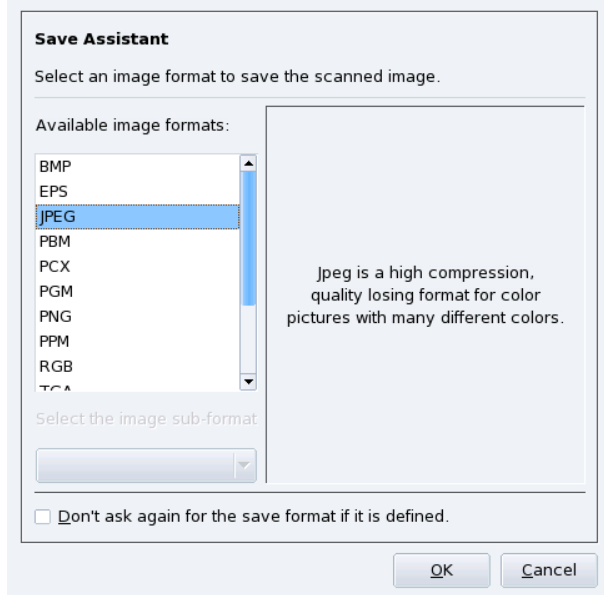 Save Assistant
Select an image format to save the scanned image.
Available image formats:
BMP
EPS
JPEG
PBM
PCX
PGM
PNG
PPM
RGB
TGA
Jpeg is a high compression,
quality losing format for color
pictures with many different colors.
Select the image sub-format
Don't ask again for the save format if it is defined.
OK
Cancel